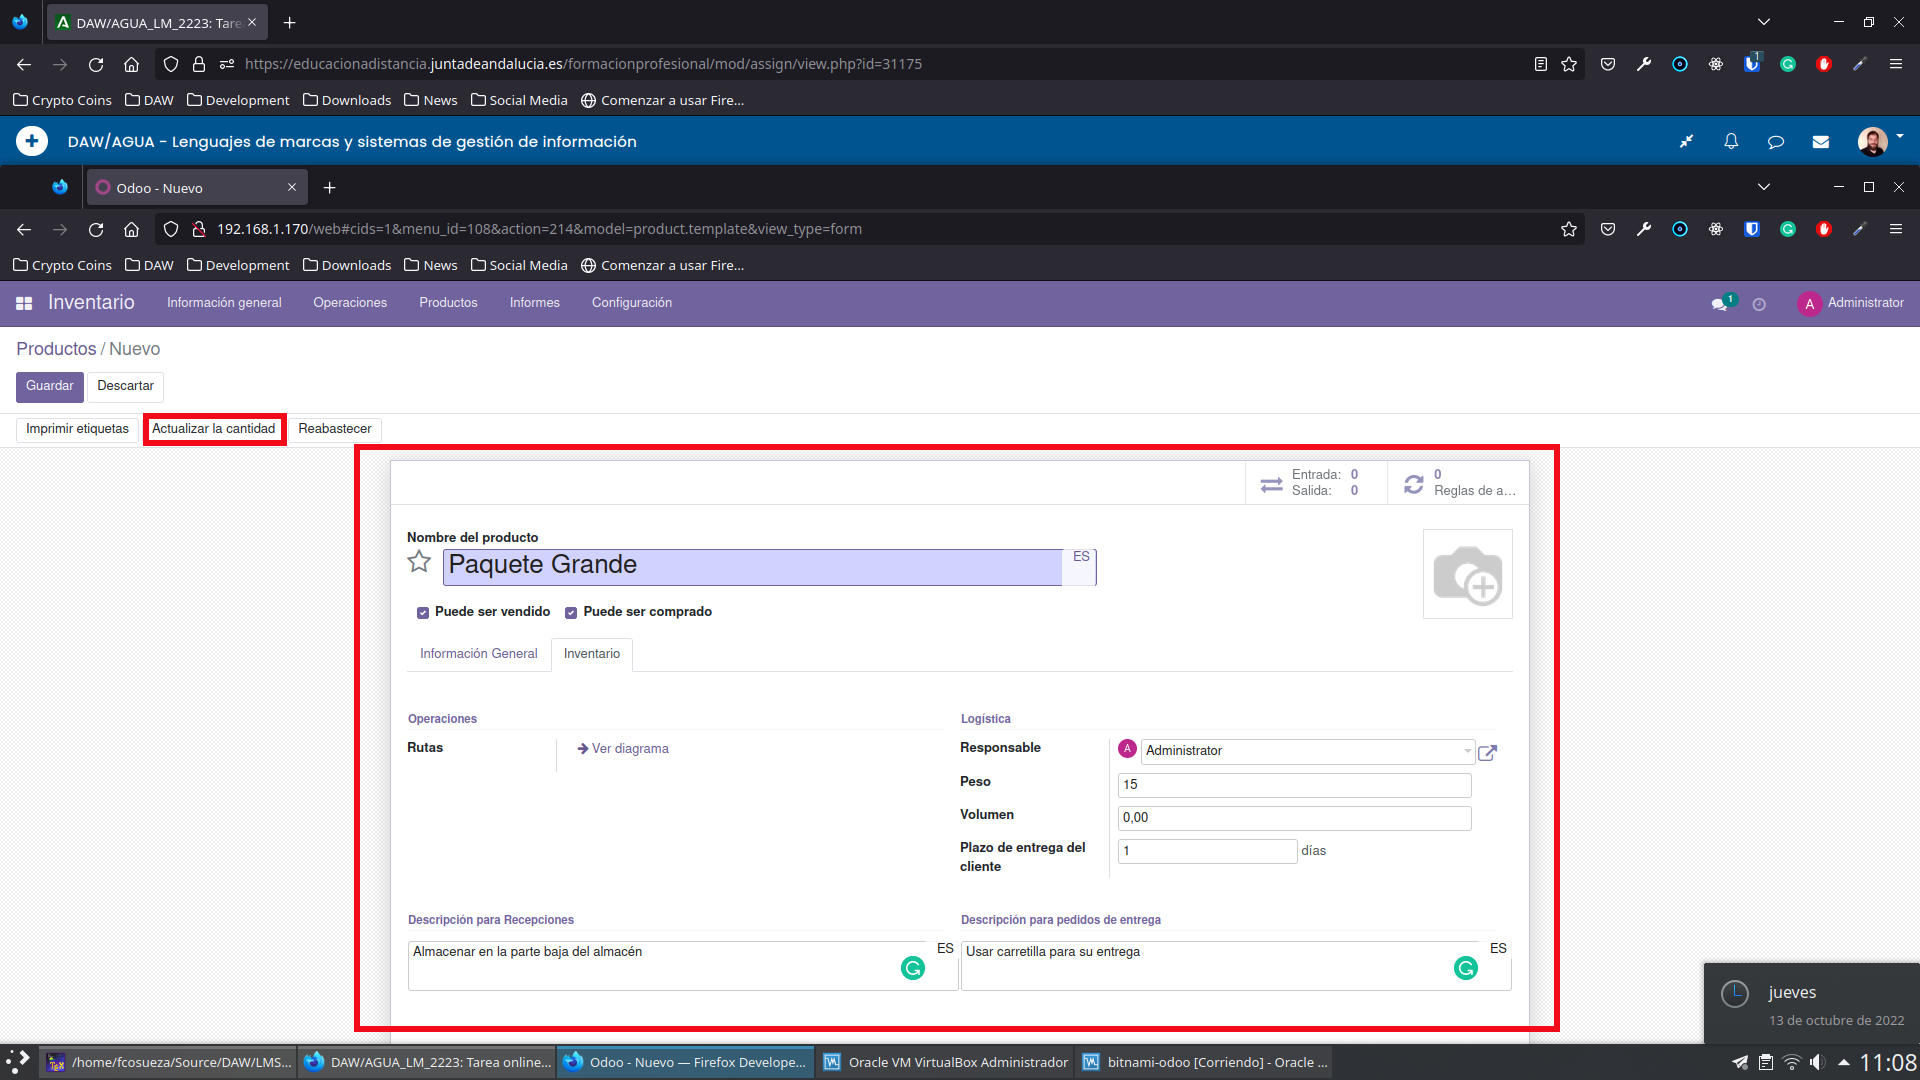 DAW/AGUA_LM_2223: Tare
https://educacionadistancia.juntadeandalucia.es/formacionprofesional/mod/assign/view.php?id=31175
1
Crypto Coins DAW Development Downloads News Social Media Comenzar a usar Fire...
DAW/AGUA - Lenguajes de marcas y sistemas de gestión de información
Odoo - Nuevo
192.168.1.170/web#cids=1&menu_id=108&action=214&model=product.template&view_type=form
Crypto Coins DAW Development Downloads News Social Media Comenzar a usar Fire...
Inventario Información general Operaciones Productos Informes Configuración 1 A Administrator
Productos / Nuevo
Guardar Descartar
Imprimir etiquetas Actualizar la cantidad Reabastecer
Entrada: 0
Salida: 0
0
Reglas de a...
Nombre del producto
Paquete Grande ES
Puede ser vendido Puede ser comprado
Información General Inventario
Operaciones
Rutas Ver diagrama
Logística
Responsable A Administrator
Peso 15
Volumen 0,00
Plazo de entrega del cliente 1 días
Descripción para Recepciones
Almacenar en la parte baja del almacén ES
Descripción para pedidos de entrega
Usar carretilla para su entrega ES
jueves
13 de octubre de 2022
/home/fcosueza/Source/DAW/LMS... DAW/AGUA_LM_2223: Tarea online... Odoo - Nuevo — Firefox Develope... Oracle VM VirtualBox Administrador bitnami-odoo [Corriendo] - Oracle ... 11:08